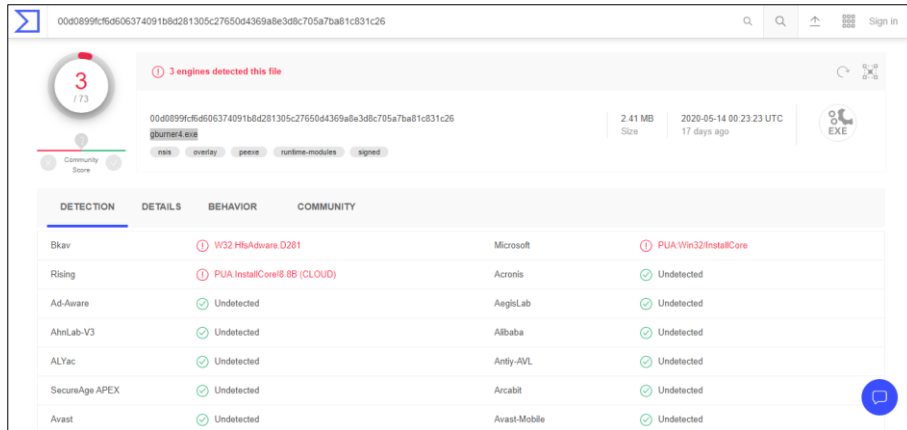 00d0899fcf6d606374091b8d281305c27650d4369a8e3d8c705a7ba81c831c26
Sign in
3
/ 73
Community
Score
3 engines detected this file
00d0899fcf6d606374091b8d281305c27650d4369a8e3d8c705a7ba81c831c26
gburner4.exe
nsis overlay peexe runtime-modules signed
2.41 MB
Size
2020-05-14 00:23:23 UTC
17 days ago
EXE
DETECTION DETAILS BEHAVIOR COMMUNITY
Bkav W32.HfsAdware.D281 Microsoft PUA:Win32/InstallCore
Rising PUA.InstallCore!8.8B (CLOUD) Acronis Undetected
Ad-Aware Undetected AegisLab Undetected
AhnLab-V3 Undetected Alibaba Undetected
ALYac Undetected Antiy-AVL Undetected
SecureAge APEX Undetected Arcabit Undetected
Avast Undetected Avast-Mobile Undetected